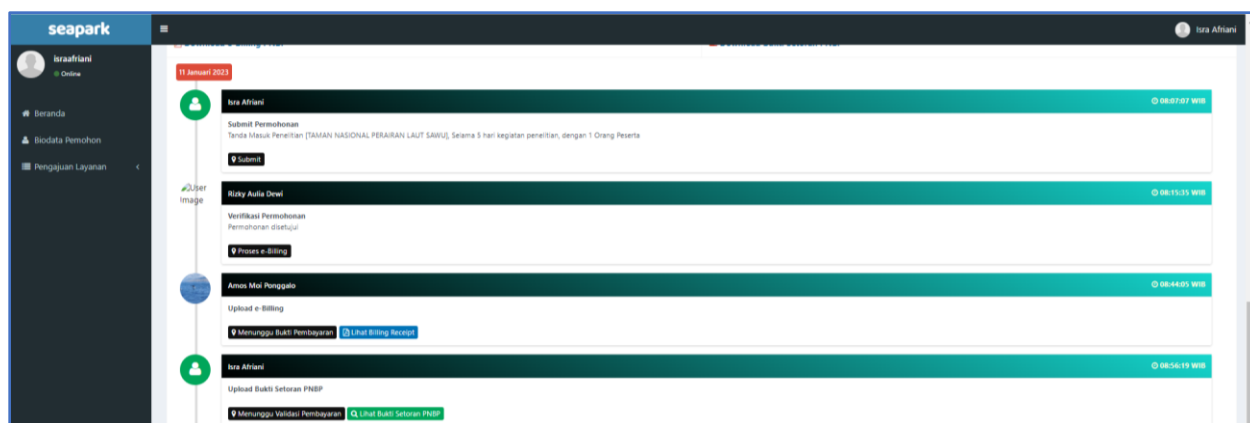 seapark
Isra Afriani
israafriani
Online
Beranda
Biodata Pemohon
Pengajuan Layanan
11 Januari 2023
Isra Afriani
08:07:07 WIB
Submit Permohonan
Tanda Masuk Penelitian [TAMAN NASIONAL PERAIRAN LAUT SAWU], Selama 5 hari kegiatan penelitian, dengan 1 Orang Peserta
Submit
User
Image
Rizky Aulia Dewi
08:15:35 WIB
Verifikasi Permohonan
Permohonan disetujui
Proses e-Billing
Amos Moi Ponggalo
08:44:05 WIB
Upload e-Billing
Menunggu Bukti Pembayaran
Lihat Billing Receipt
Isra Afriani
08:56:19 WIB
Upload Bukti Setoran PNBP
Menunggu Validasi Pembayaran
Lihat Bukti Setoran PNBP